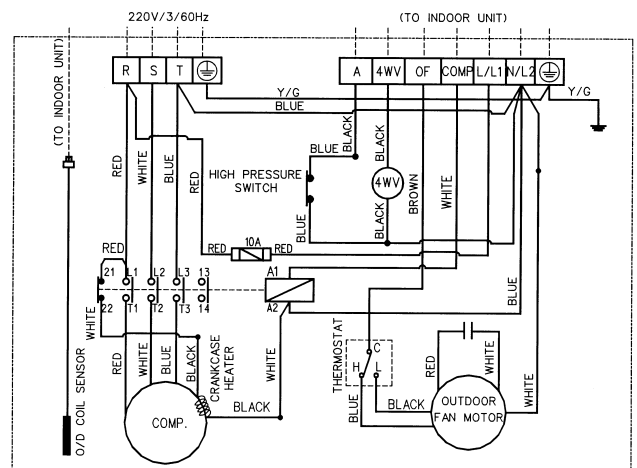 220V/3/60Hz
(TO INDOOR UNIT)
(TO INDOOR UNIT)
R S T
A 4WV OF COMP L/L1 N/L2
Y/G
BLUE
Y/G
RED
WHITE
BLUE
RED
BLUE
BLACK
BLACK
BROWN
WHITE
HIGH PRESSURE
SWITCH
4WV
BLUE
BLACK
RED
RED 10A RED
21 L1 L2 L3 13
A1
22 T1 T2 T3 14
A2
BLUE
WHITE
RED
WHITE
BLUE
BLACK
CRANKCASE
HEATER
WHITE
THERMOSTAT
C
H L
RED
WHITE
WHITE
BLUE
BLACK
OUTDOOR
FAN MOTOR
BLACK
COMP.
O/D COIL SENSOR